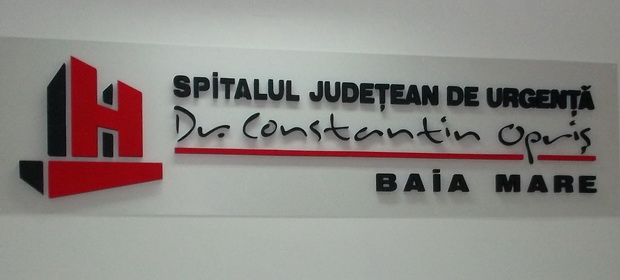 SPiTALUL JUDEȚEAN DE URGENȚĂ
Dr. Constantin Opriș
BAiA MARE